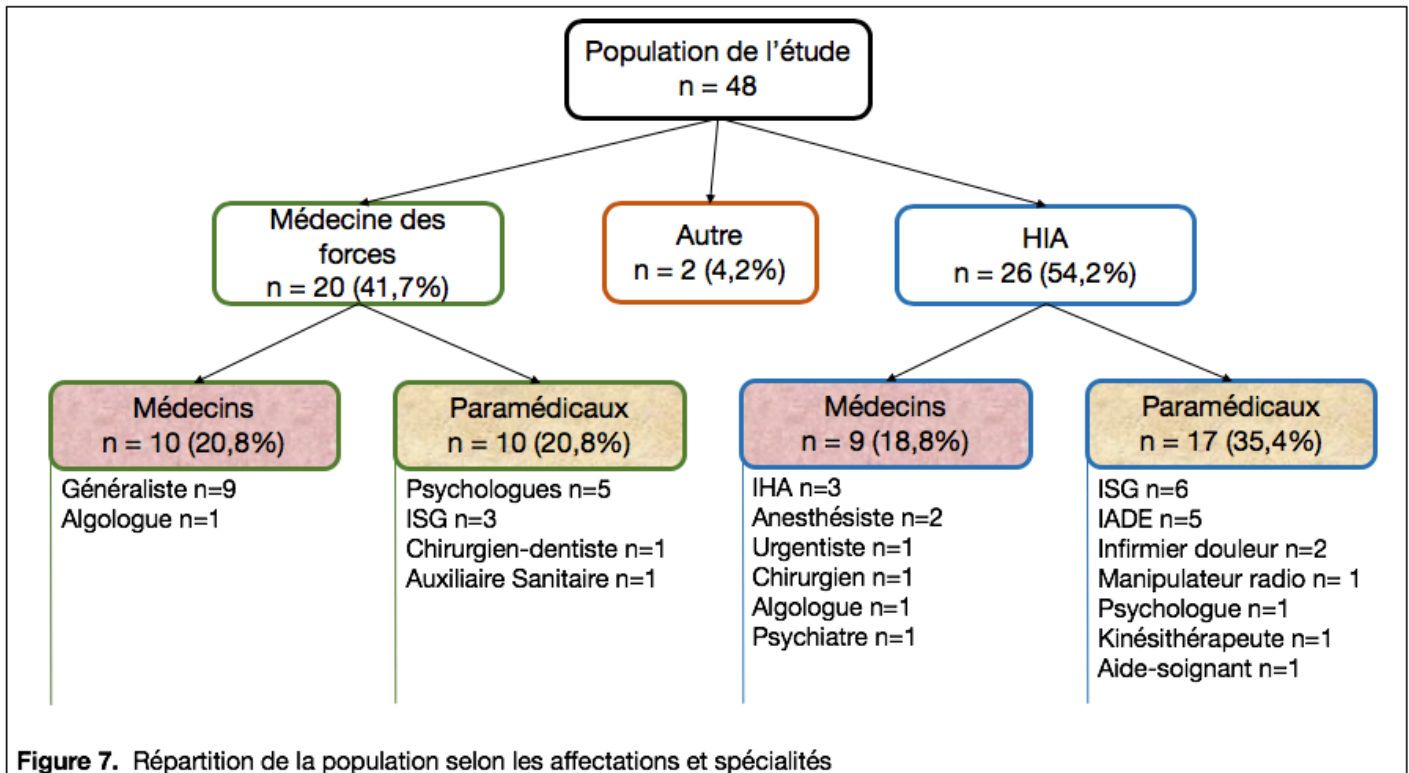 Population de l'étude
n = 48
Médecine des
forces
n = 20 (41,7%)
Autre
n = 2 (4,2%)
HIA
n = 26 (54,2%)
Médecins
n = 10 (20,8%)
Généraliste n=9
Algologue n=1
Paramédicaux
n = 10 (20,8%)
Psychologues n=5
ISG n=3
Chirurgien-dentiste n=1
Auxiliaire Sanitaire n=1
Médecins
n = 9 (18,8%)
IHA n=3
Anesthésiste n=2
Urgentiste n=1
Chirurgien n=1
Algologue n=1
Psychiatre n=1
Paramédicaux
n = 17 (35,4%)
ISG n=6
IADE n=5
Infirmier douleur n=2
Manipulateur radio n= 1
Psychologue n=1
Kinésithérapeute n=1
Aide-soignant n=1
Figure 7. Répartition de la population selon les affectations et spécialités